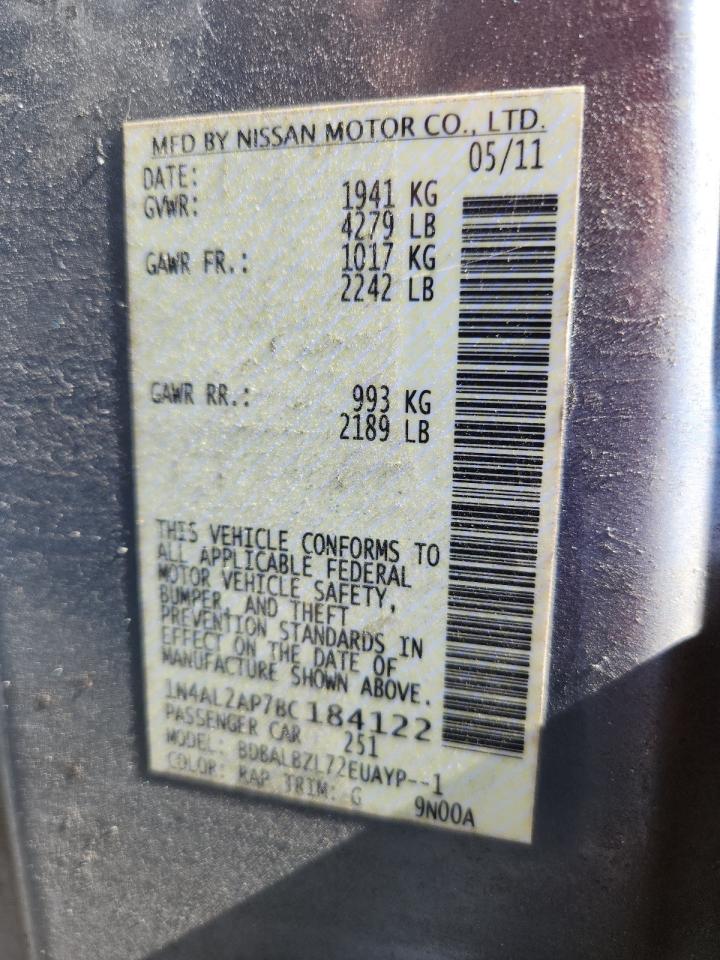 MFD BY NISSAN MOTOR CO., LTD.
DATE: 05/11
GVWR: 1941 KG
4279 LB
GAWR FR.: 1017 KG
2242 LB
GAWR RR.: 993 KG
2189 LB
THIS VEHICLE CONFORMS TO
ALL APPLICABLE FEDERAL
MOTOR VEHICLE SAFETY,
BUMPER, AND THEFT
PREVENTION STANDARDS IN
EFFECT ON THE DATE OF
MANUFACTURE SHOWN ABOVE.
1N4AL2AP7BC184122
PASSENGER CAR 251
MODEL: BDBALBZL72EUAYP--1
COLOR: RAP TRIM: G 9N00A